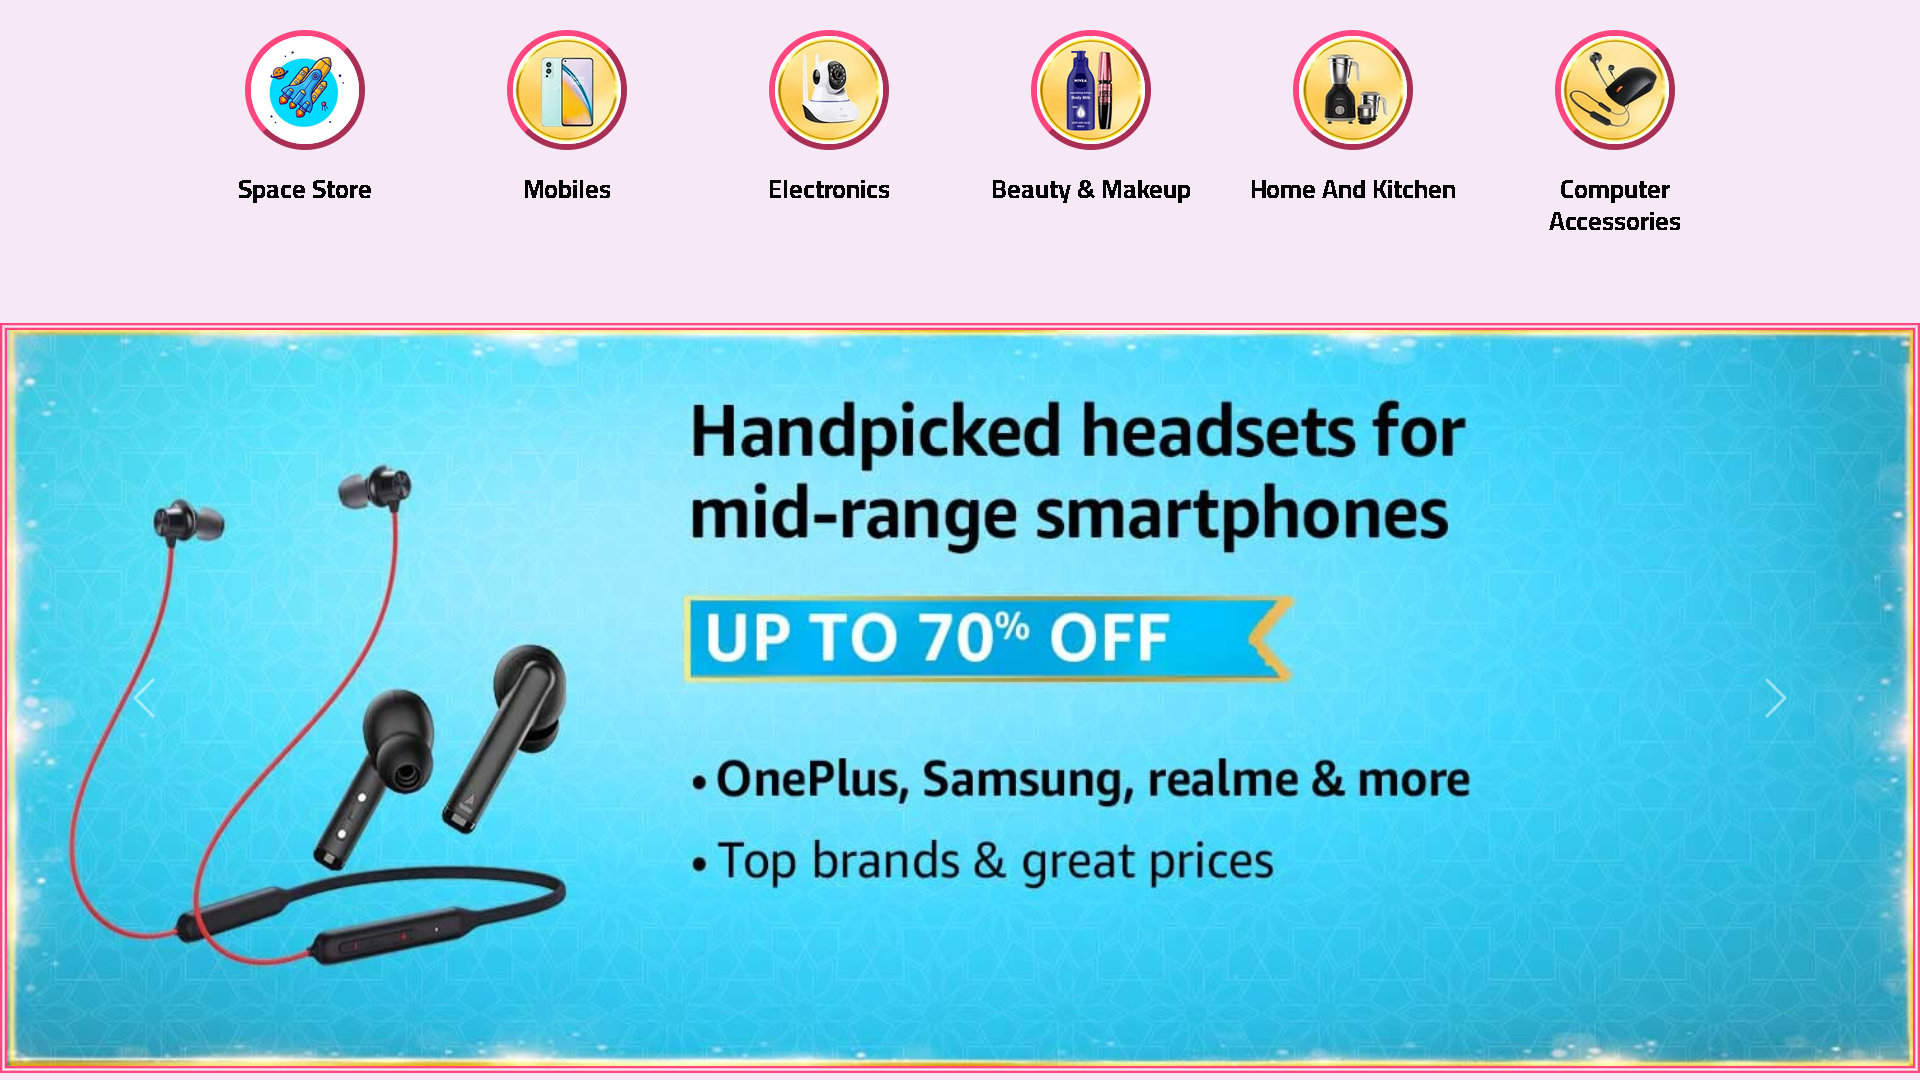 Space Store
Mobiles
Electronics
Beauty & Makeup
Home And Kitchen
Computer
Accessories
Handpicked headsets for
mid-range smartphones
UP TO 70% OFF
• OnePlus, Samsung, realme & more
• Top brands & great prices